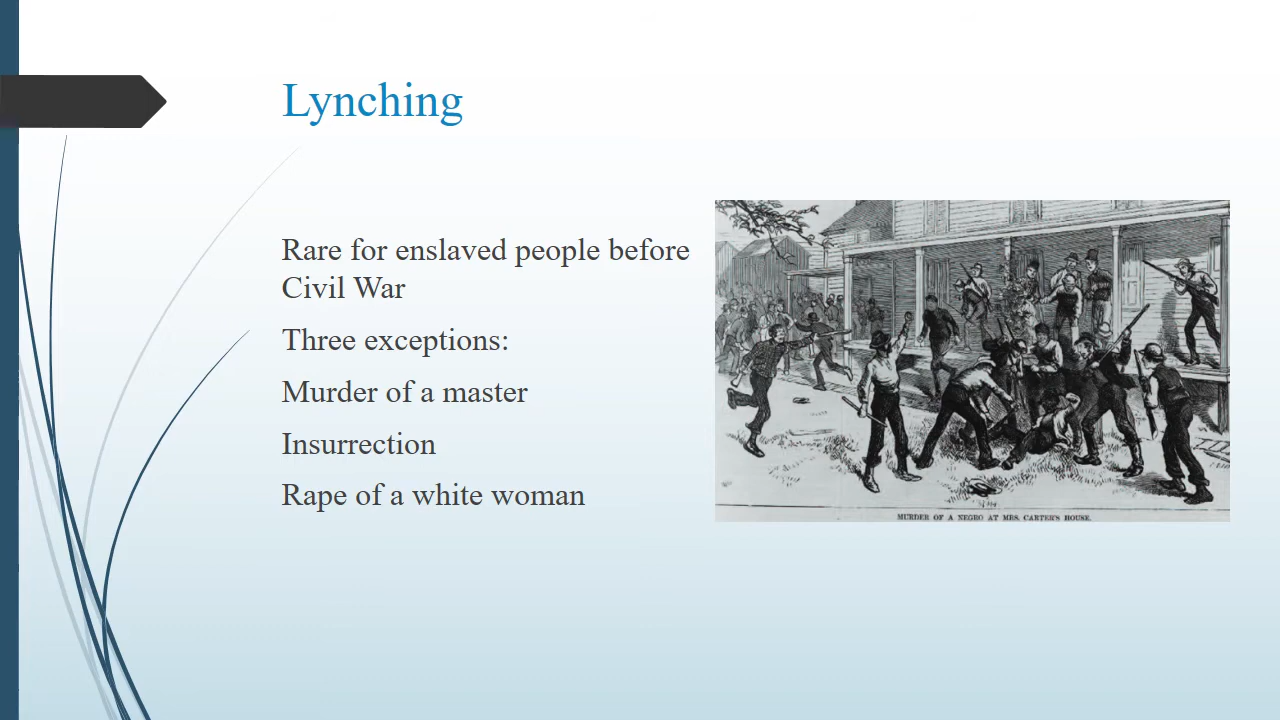 Lynching
Rare for enslaved people before
Civil War
Three exceptions:
Murder of a master
Insurrection
Rape of a white woman
MURDER OF A NEGRO AT MRS. CARTER'S HOUSE.